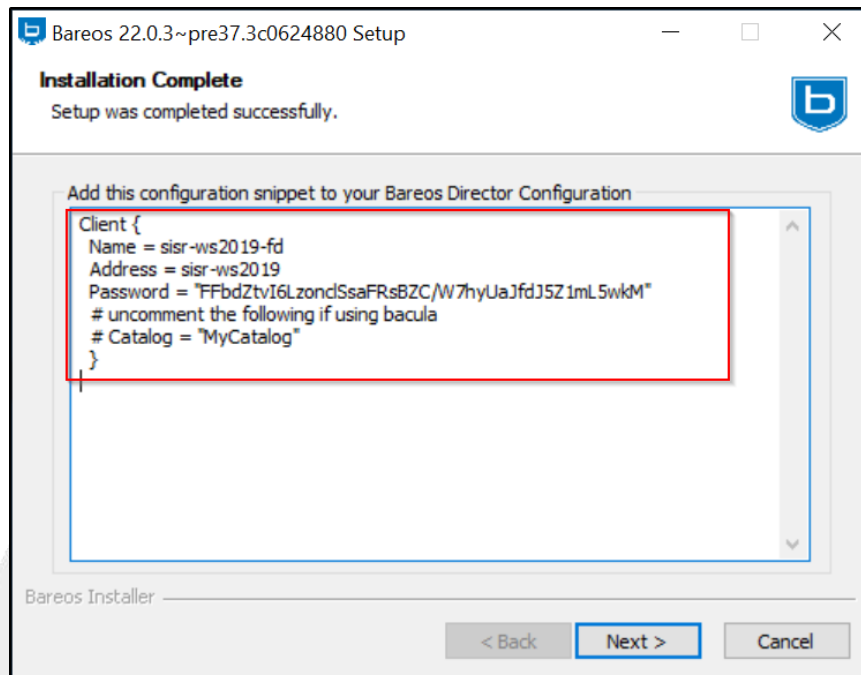 Bareos 22.0.3~pre37.3c0624880 Setup
Installation Complete
Setup was completed successfully.
Add this configuration snippet to your Bareos Director Configuration
Client {
Name = sisr-ws2019-fd
Address = sisr-ws2019
Password = "FFbdZtvI6LzonclSsaFRsBZC/W7hyUaJfdJ5Z1mL5wkM"
# uncomment the following if using bacula
# Catalog = "MyCatalog"
}
Bareos Installer
< Back
Next >
Cancel